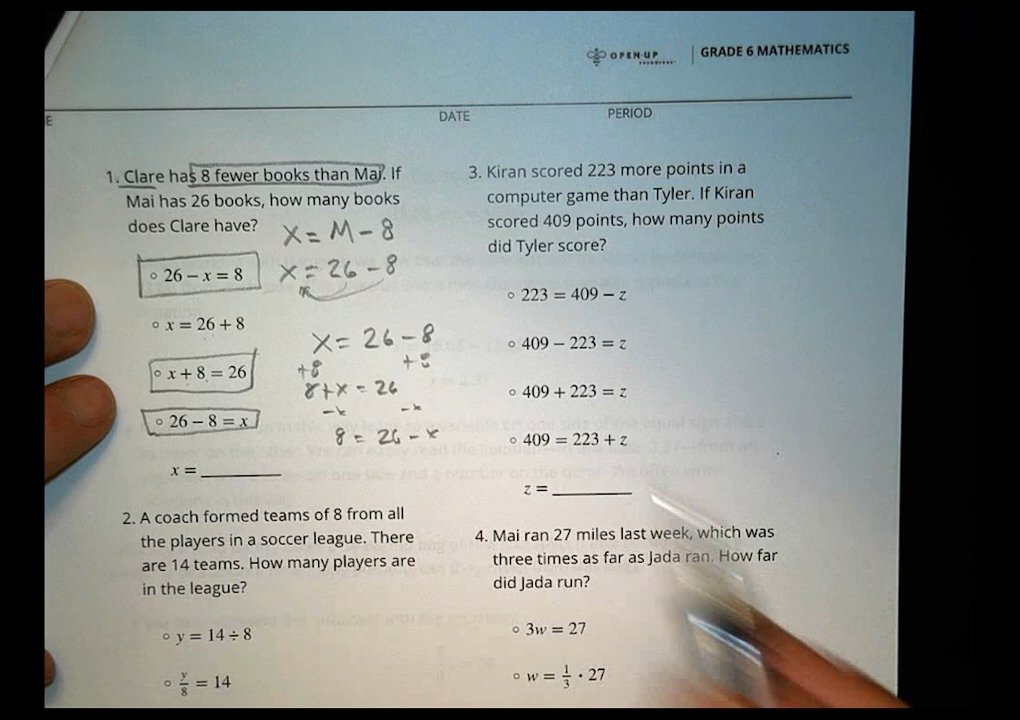 OPEN-UP
GRADE 6 MATHEMATICS
E
DATE
PERIOD
1. Clare has 8 fewer books than Mai. If
Mai has 26 books, how many books
does Clare have?
X = M - 8
26 − x = 8
X = 26 - 8
x = 26 + 8
X = 26 - 8
+8 +8
x + 8 = 26
8 + x = 26
-x -x
26 − 8 = x
8 = 26 - x
x =
2. A coach formed teams of 8 from all
the players in a soccer league. There
are 14 teams. How many players are
in the league?
y = 14 ÷ 8
y/8 = 14
3. Kiran scored 223 more points in a
computer game than Tyler. If Kiran
scored 409 points, how many points
did Tyler score?
223 = 409 − z
409 − 223 = z
409 + 223 = z
409 = 223 + z
z =
4. Mai ran 27 miles last week, which was
three times as far as Jada ran. How far
did Jada run?
3w = 27
w = 1/3 · 27